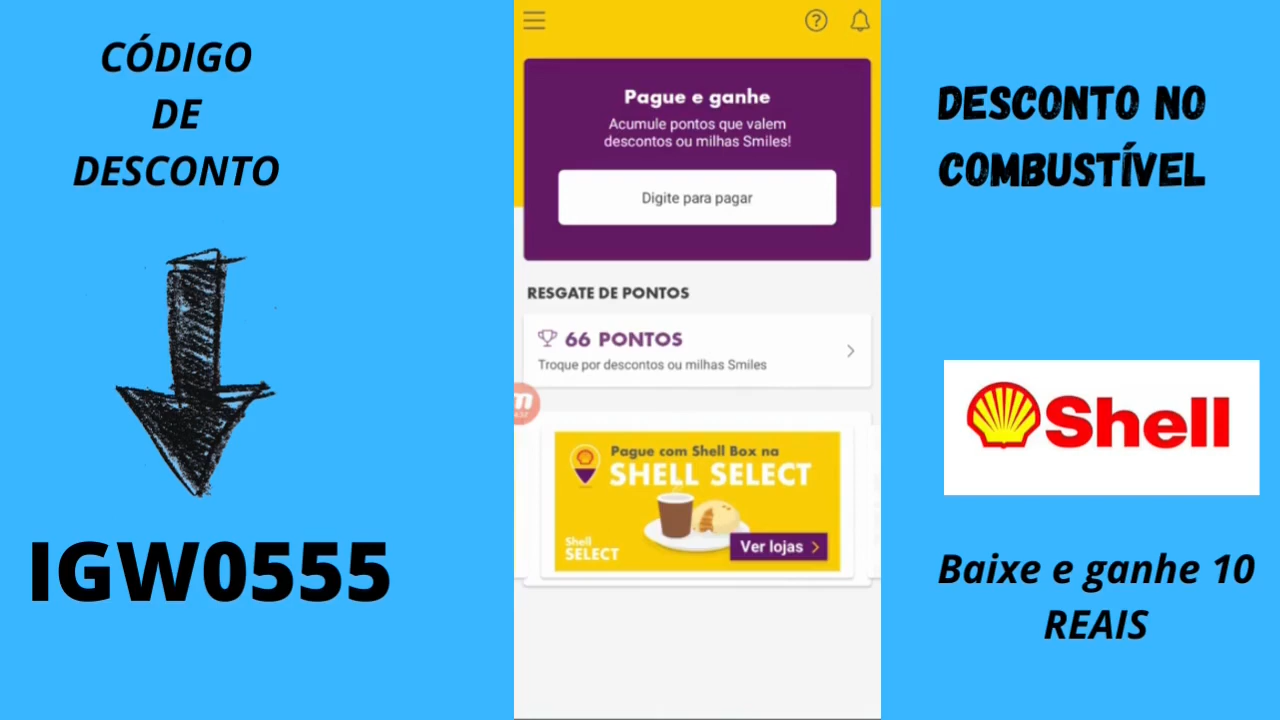 CÓDIGO
DE
DESCONTO
IGW0555
?
Pague e ganhe
Acumule pontos que valem
descontos ou milhas Smiles!
Digite para pagar
RESGATE DE PONTOS
66 PONTOS
Troque por descontos ou milhas Smiles
Pague com Shell Box na
SHELL SELECT
Shell
SELECT
Ver lojas
DESCONTO NO
COMBUSTÍVEL
Shell
Baixe e ganhe 10
REAIS